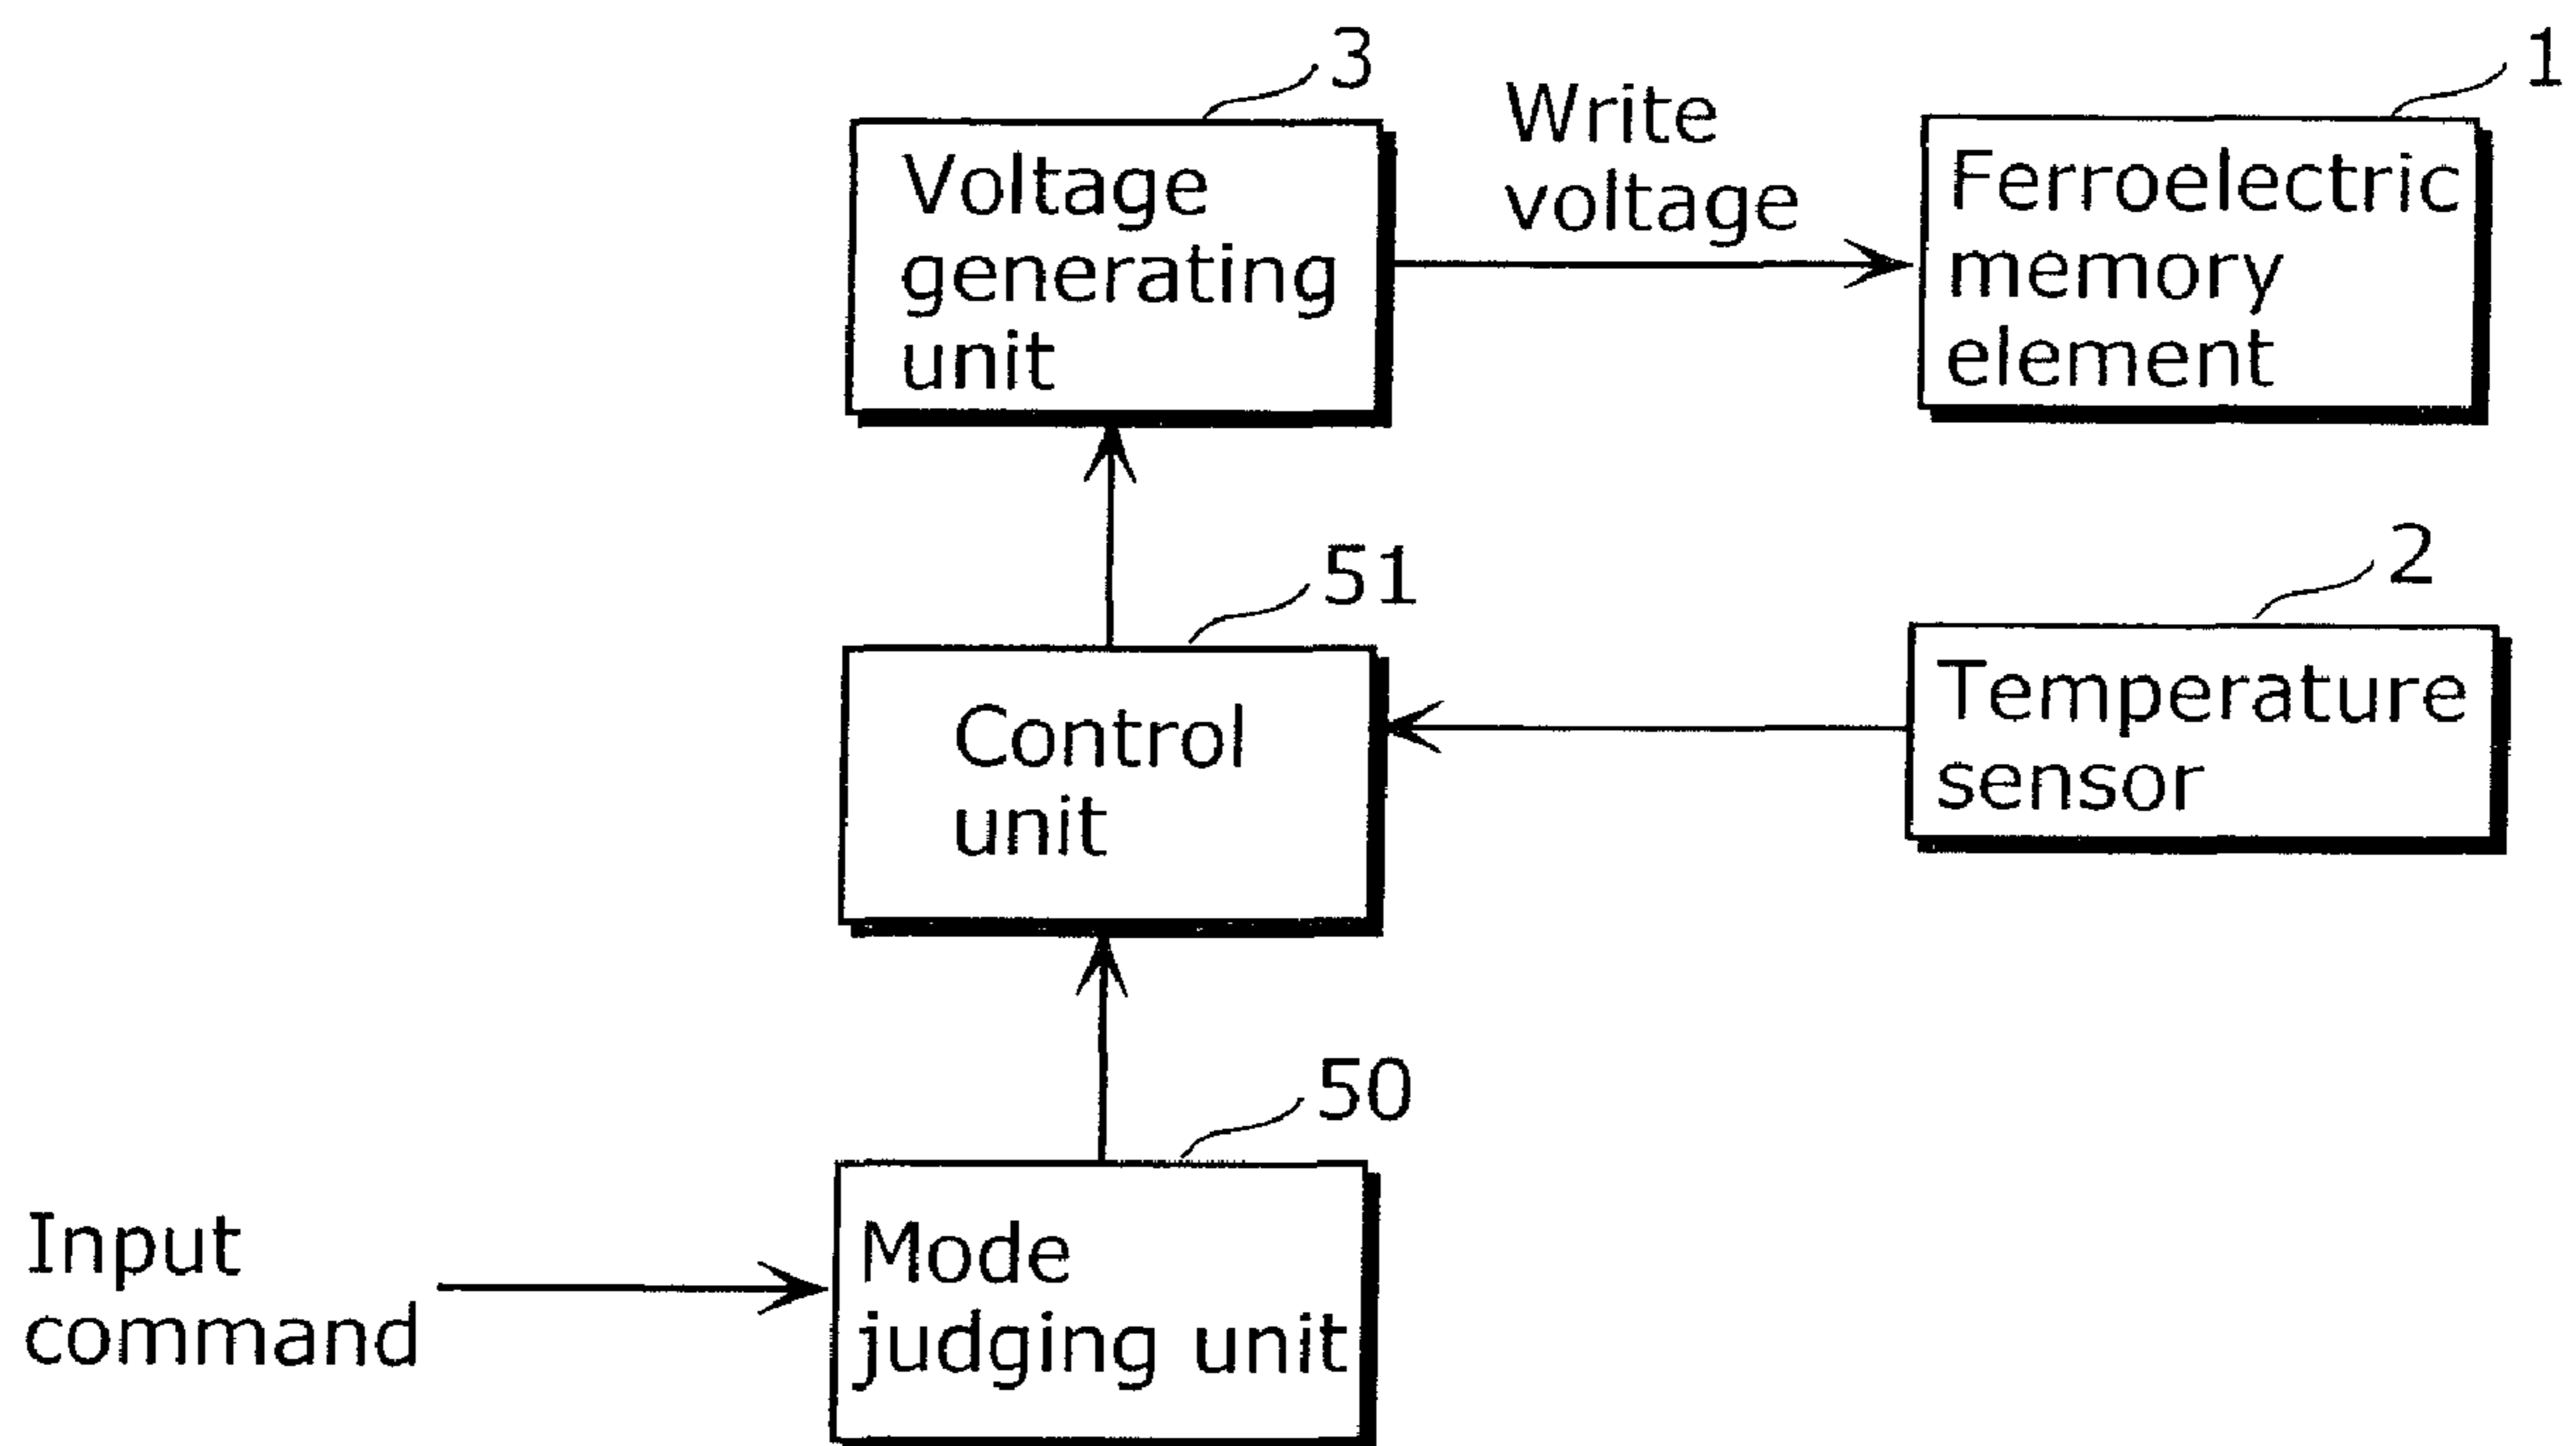 3
1
Write
voltage
Voltage
generating
unit
Ferroelectric
memory
element
51
2
Control
unit
Temperature
sensor
50
Input
command
Mode
judging unit